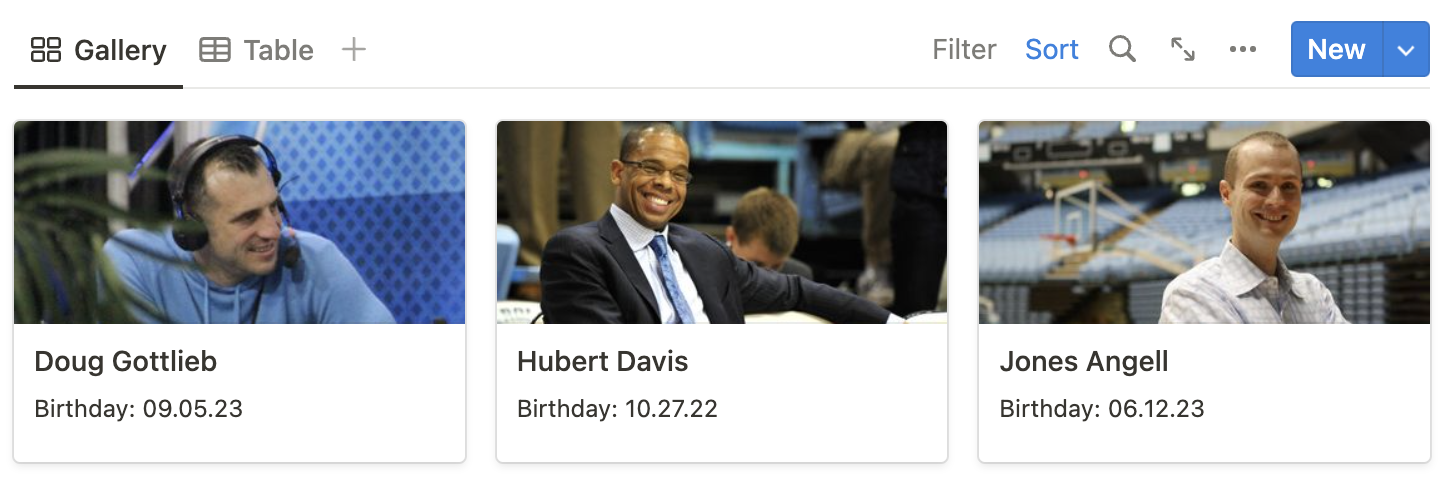 Gallery Table Filter Sort New
Doug Gottlieb
Birthday: 09.05.23
Hubert Davis
Birthday: 10.27.22
Jones Angell
Birthday: 06.12.23